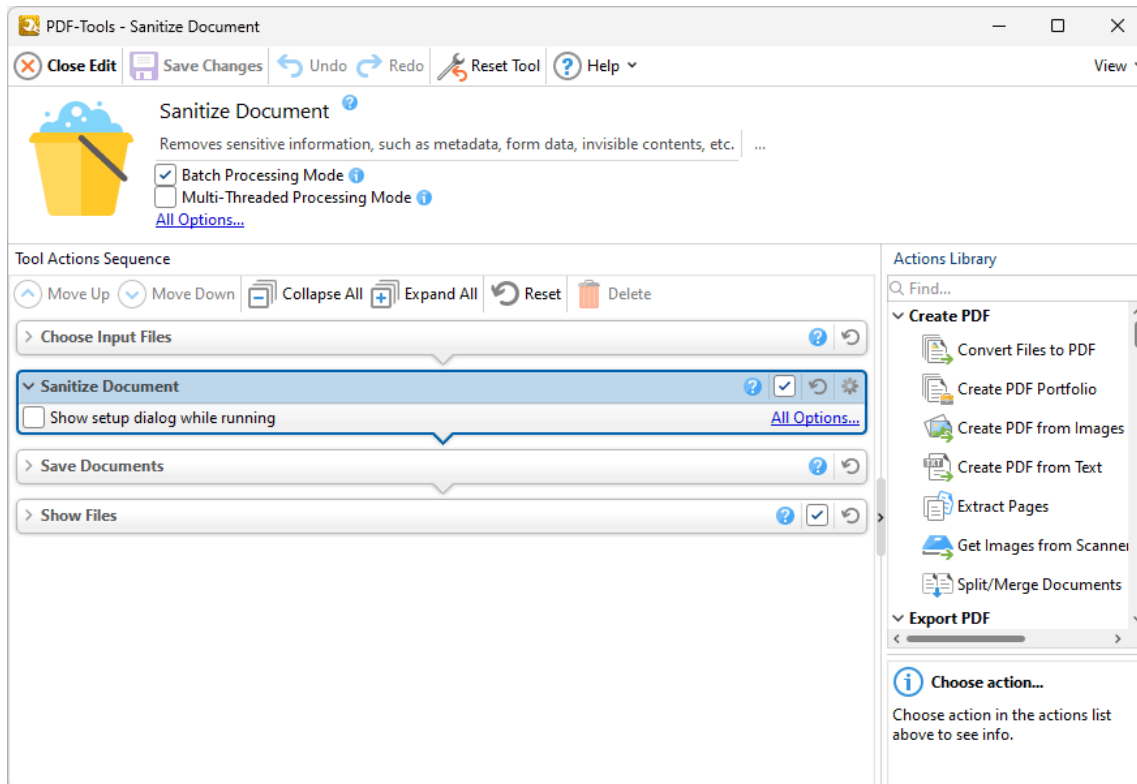 PDF-Tools - Sanitize Document
Close Edit Save Changes Undo Redo Reset Tool Help View
Sanitize Document
Removes sensitive information, such as metadata, form data, invisible contents, etc. ...
Batch Processing Mode
Multi-Threaded Processing Mode
All Options...
Tool Actions Sequence
Move Up Move Down Collapse All Expand All Reset Delete
Choose Input Files
Sanitize Document
Show setup dialog while running All Options...
Save Documents
Show Files
Actions Library
Find...
Create PDF
Convert Files to PDF
Create PDF Portfolio
Create PDF from Images
TXT Create PDF from Text
Extract Pages
Get Images from Scanner
Split/Merge Documents
Export PDF
Choose action...
Choose action in the actions list
above to see info.